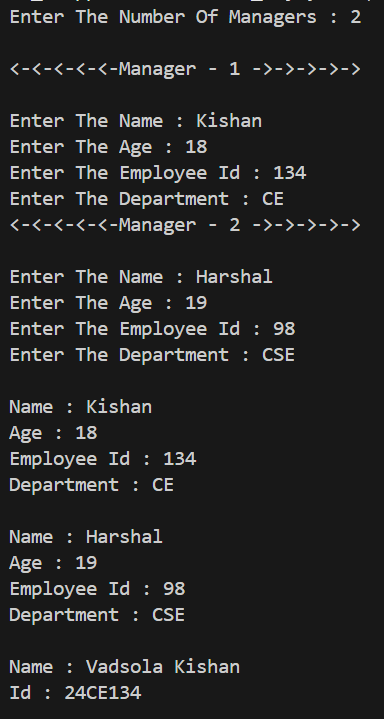 Enter The Number Of Managers : 2
<-<-<-<-<-Manager - 1 ->->->->->
Enter The Name : Kishan
Enter The Age : 18
Enter The Employee Id : 134
Enter The Department : CE
<-<-<-<-<-Manager - 2 ->->->->->
Enter The Name : Harshal
Enter The Age : 19
Enter The Employee Id : 98
Enter The Department : CSE
Name : Kishan
Age : 18
Employee Id : 134
Department : CE
Name : Harshal
Age : 19
Employee Id : 98
Department : CSE
Name : Vadsola Kishan
Id : 24CE134